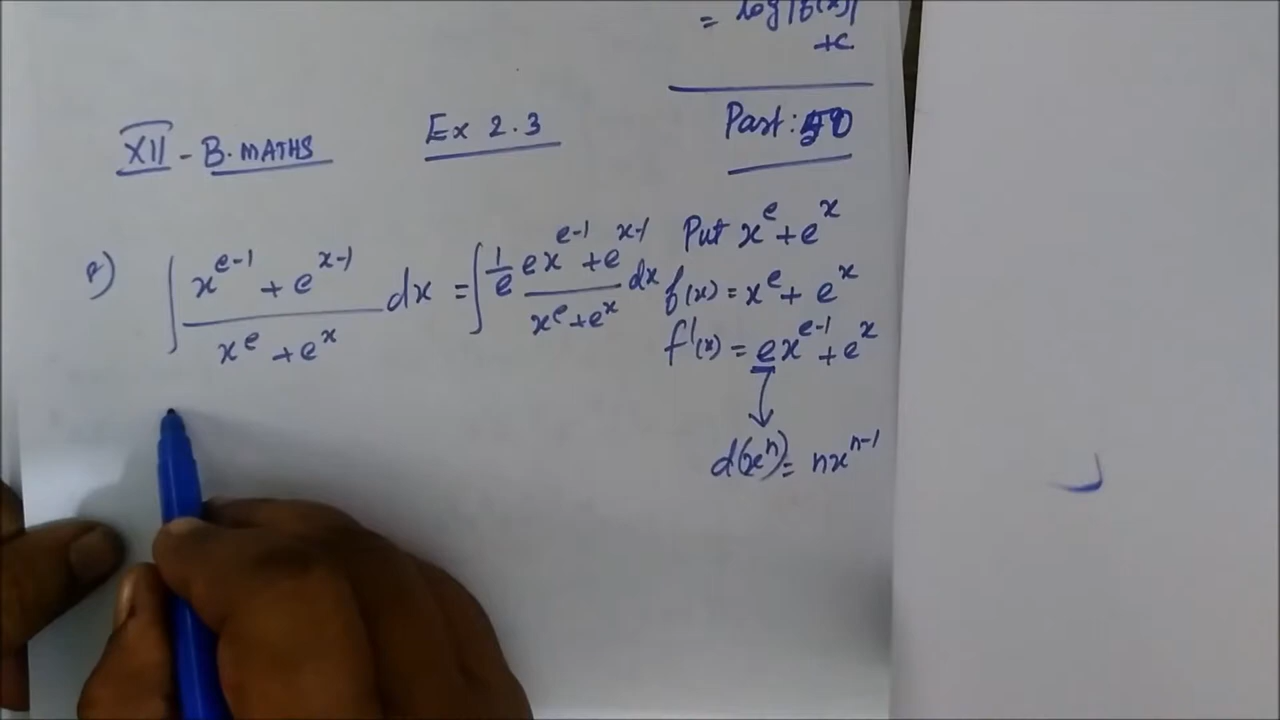 = log|f(x)|
+c
XII - B. MATHS Ex 2.3 Part: 50
8) ∫ (x^(e-1) + e^(x-1)) / (x^e + e^x) dx = ∫ 1/e (ex^(e-1) + e^(x-1)) / (x^e + e^x) dx
Put x^e + e^x
f(x) = x^e + e^x
f'(x) = ex^(e-1) + e^x
↓
d(x^n) = nx^(n-1)